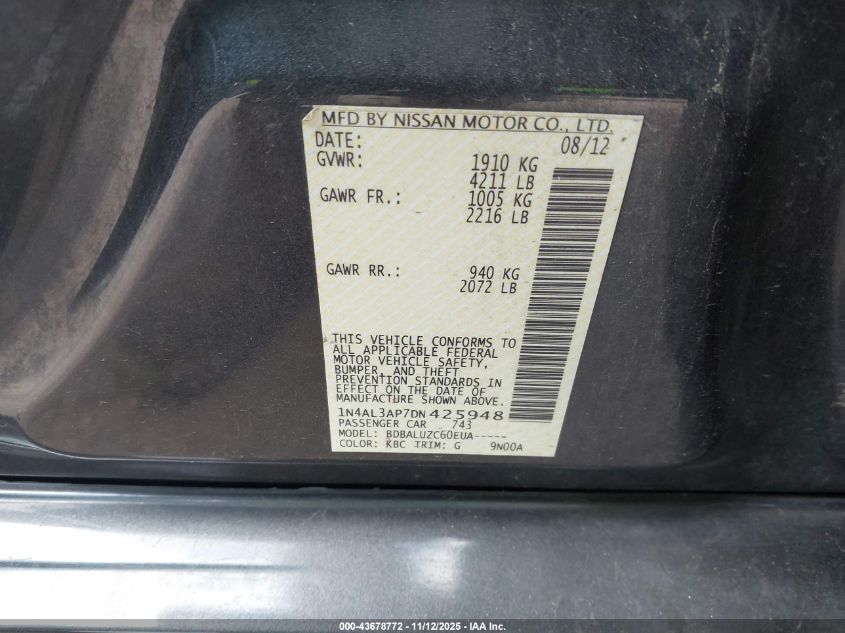 MFD BY NISSAN MOTOR CO., LTD.
DATE: 08/12
GVWR: 1910 KG
4211 LB
GAWR FR.: 1005 KG
2216 LB
GAWR RR.: 940 KG
2072 LB
THIS VEHICLE CONFORMS TO
ALL APPLICABLE FEDERAL
MOTOR VEHICLE SAFETY,
BUMPER, AND THEFT
PREVENTION STANDARDS IN
EFFECT ON THE DATE OF
MANUFACTURE SHOWN ABOVE.
1N4AL3AP7DN425948
PASSENGER CAR 743
MODEL: BDBALUZC60EUA-----
COLOR: KBC TRIM: G 9N00A
000-43678772 - 11/12/2025 - IAA Inc.